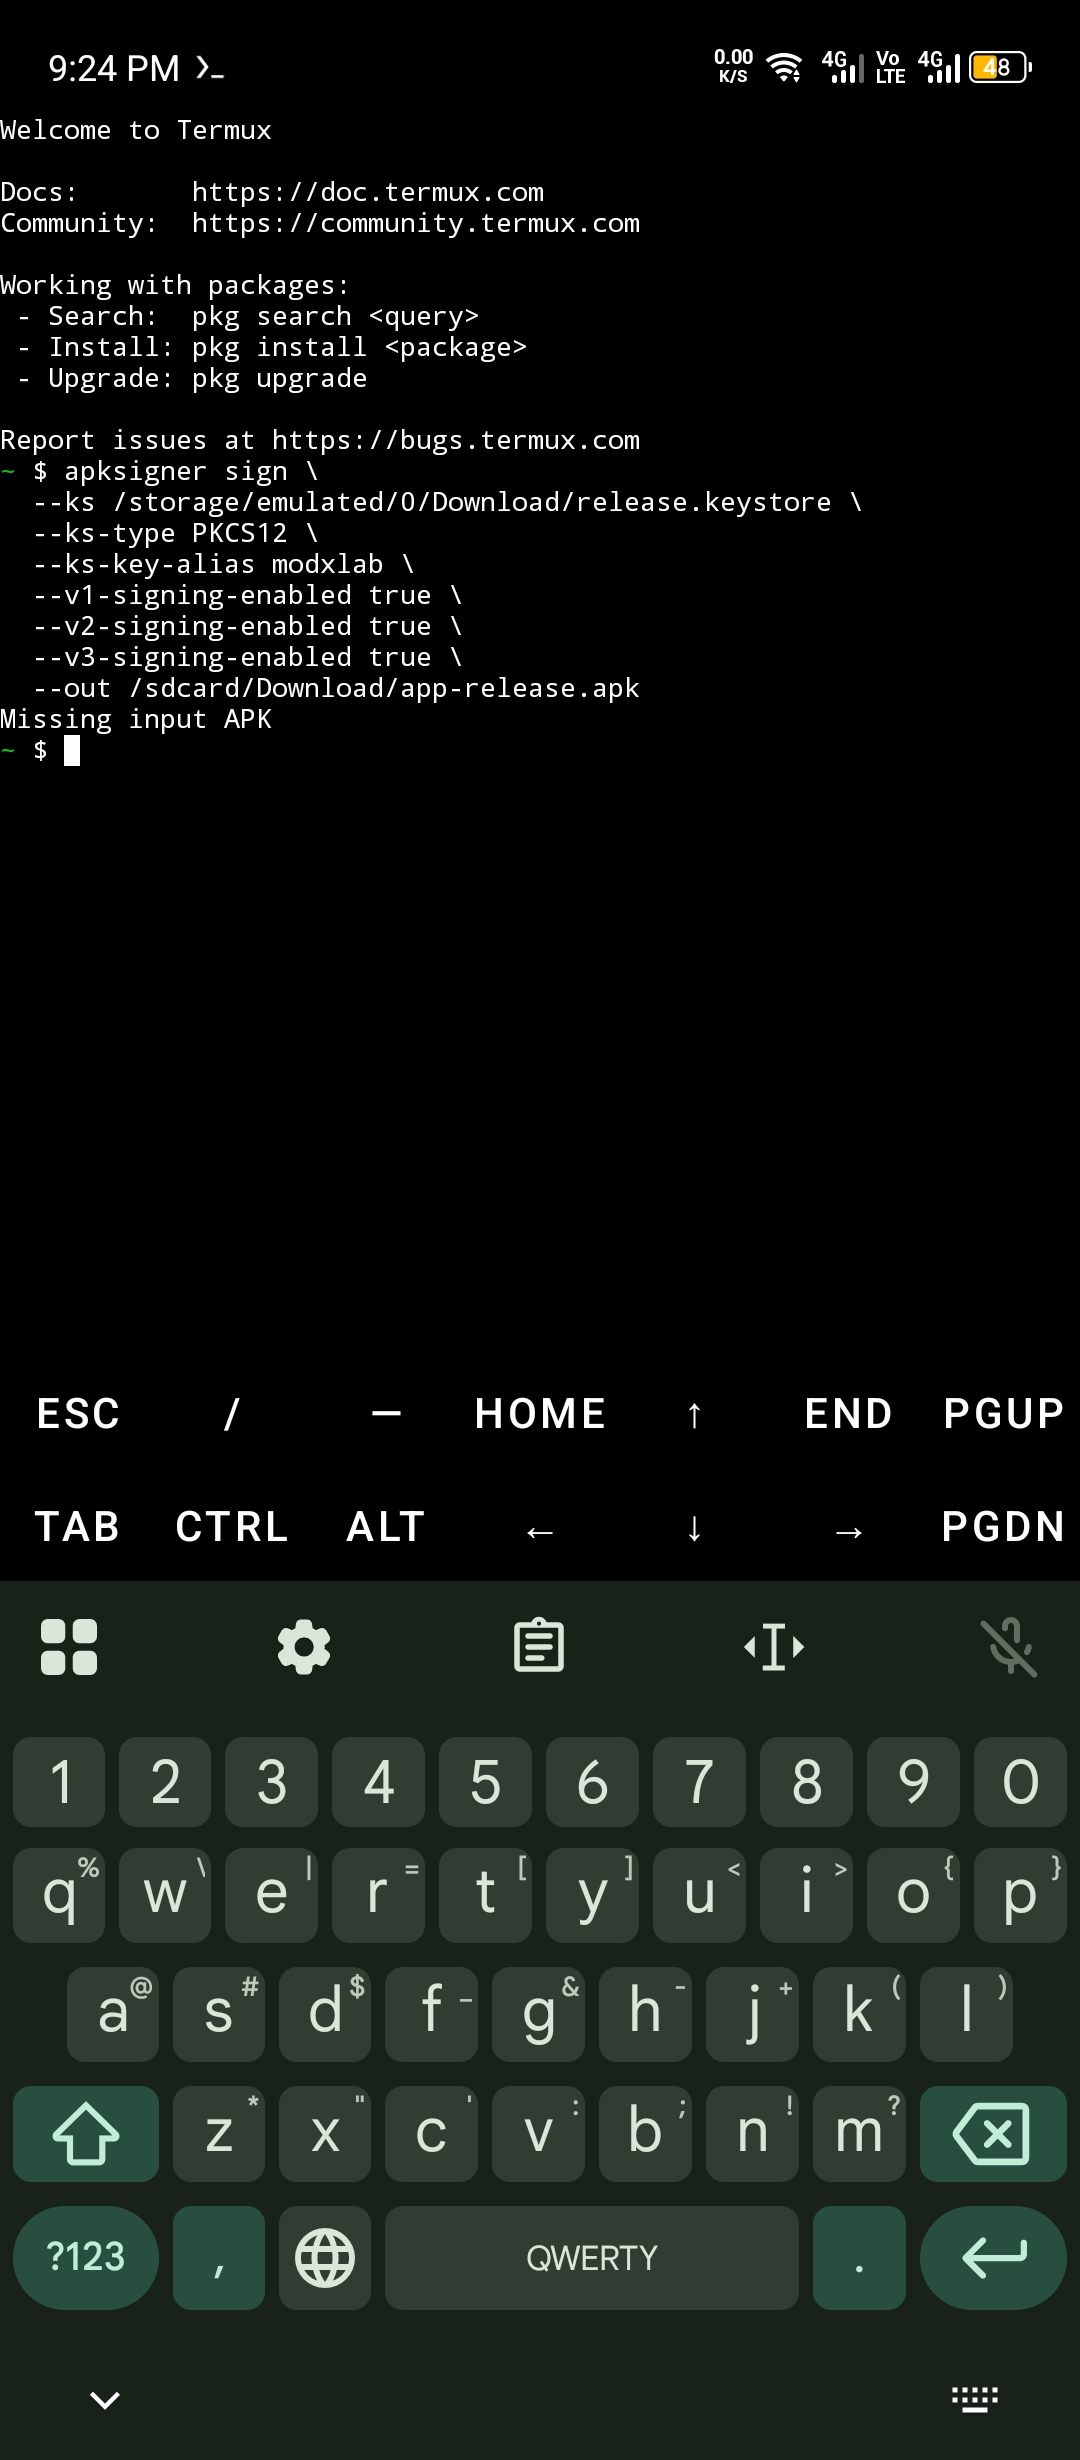 9:24 PM
0.00 K/S 4G Vo LTE 4G 48
Welcome to Termux
Docs: https://doc.termux.com
Community: https://community.termux.com
Working with packages:
- Search: pkg search <query>
- Install: pkg install <package>
- Upgrade: pkg upgrade
Report issues at https://bugs.termux.com
~ $ apksigner sign \
--ks /storage/emulated/0/Download/release.keystore \
--ks-type PKCS12 \
--ks-key-alias modxlab \
--v1-signing-enabled true \
--v2-signing-enabled true \
--v3-signing-enabled true \
--out /sdcard/Download/app-release.apk
Missing input APK
~ $
ESC / — HOME ↑ END PGUP
TAB CTRL ALT ← ↓ → PGDN
1 2 3 4 5 6 7 8 9 0
q % w \ e | r = t [ y ] u < i > o { p }
a @ s # d $ f _ g & h - j + k ( l )
z * x " c ' v : b ; n ! m ?
?123 , QWERTY .